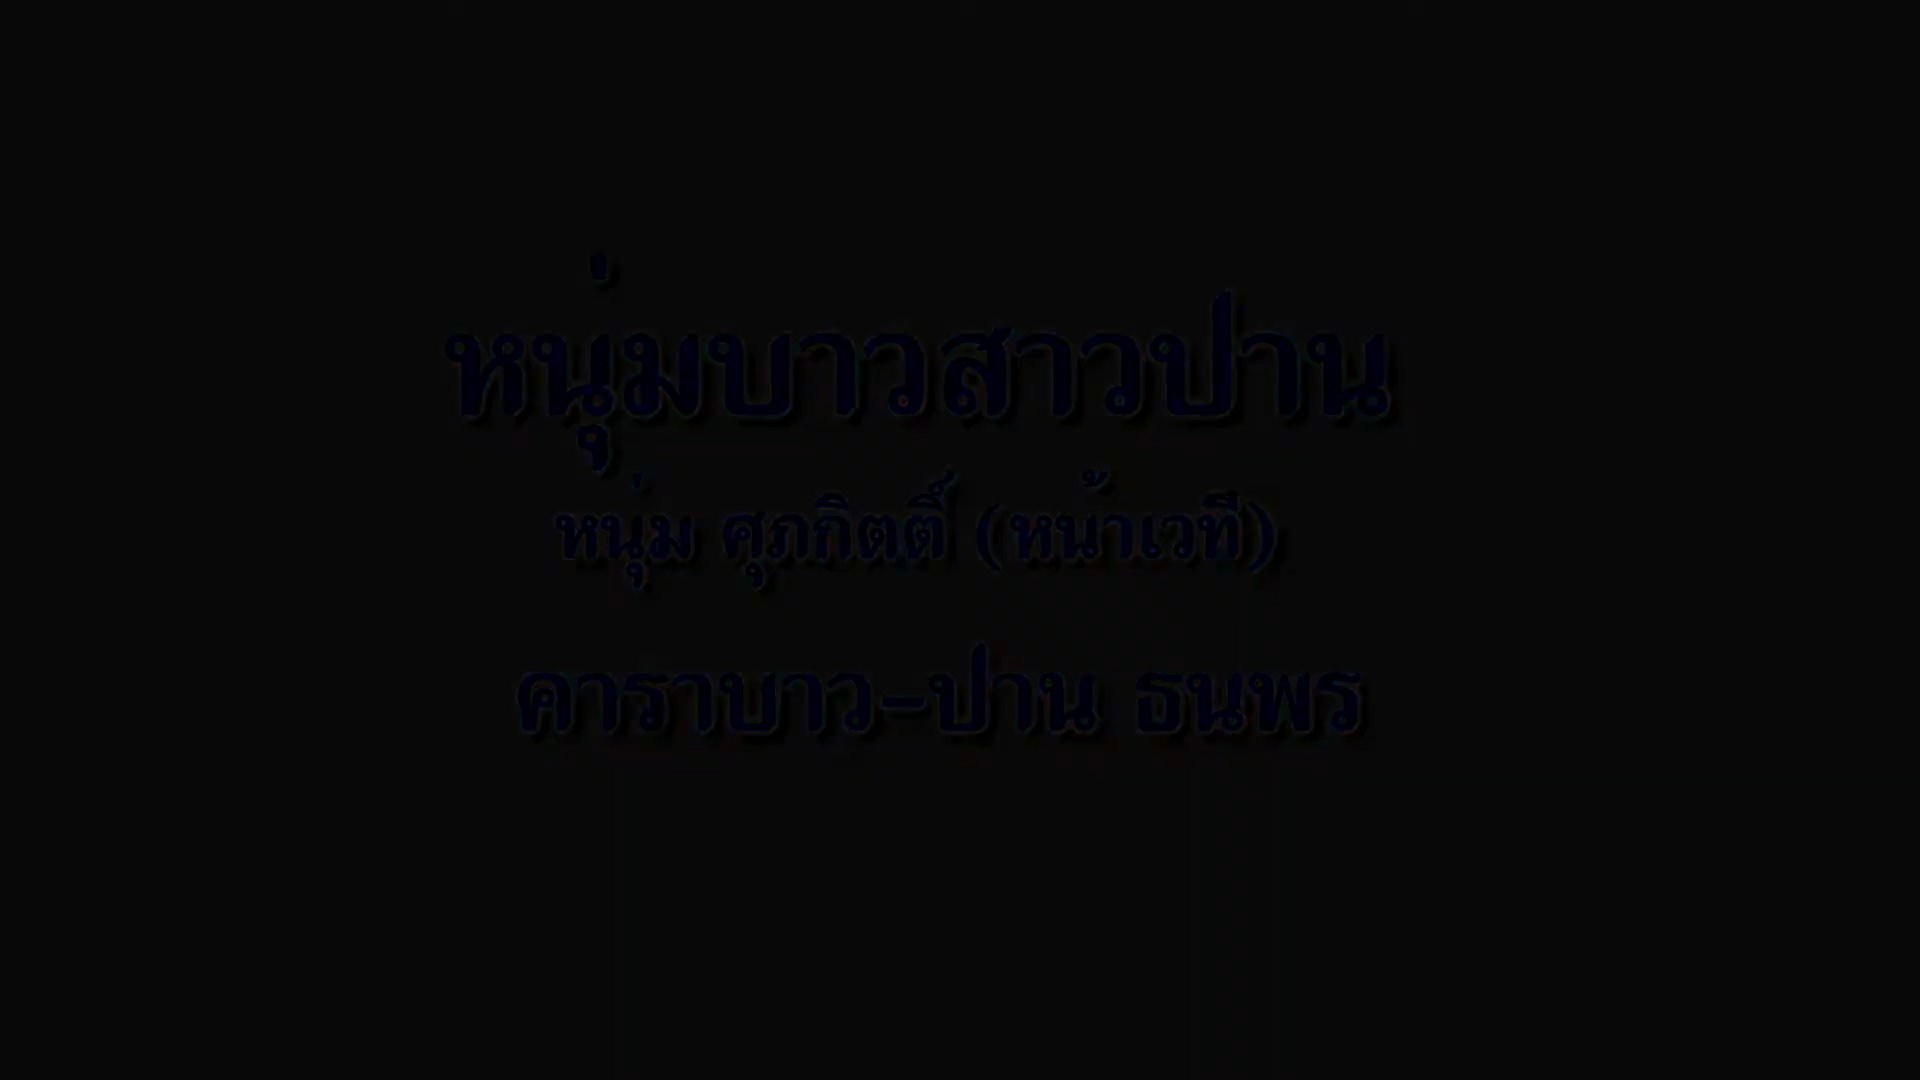 หนุ่มบาวสาวปาน
หนุ่ม ศุภกิตติ์ (หน้าเวที)
คาราบาว-ปาน ธนพร